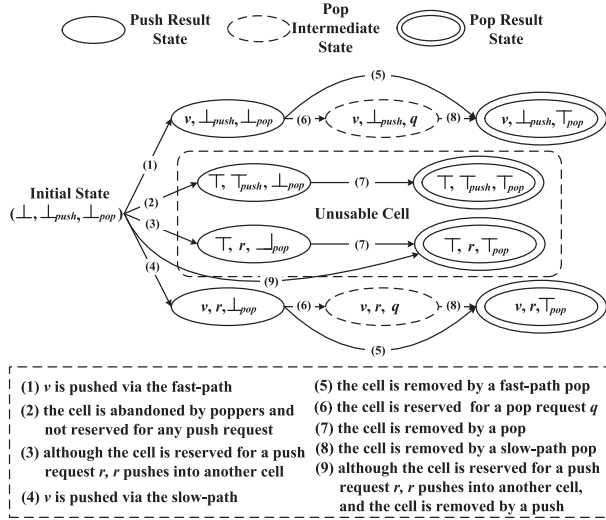 Push Result State
Pop Intermediate State
Pop Result State
(5)
v, ⊥push, ⊥pop
(6)
v, ⊥push, q
(8)
v, ⊥push, ⊤pop
(1)
Initial State
(⊥, ⊥push, ⊥pop)
(2)
⊤, ⊤push, ⊥pop
(7)
⊤, ⊤push, ⊤pop
Unusable Cell
(3)
⊤, r, ⊥pop
(7)
⊤, r, ⊤pop
(4)
(9)
v, r, ⊥pop
(6)
v, r, q
(8)
v, r, ⊤pop
(5)
(1) v is pushed via the fast-path
(2) the cell is abandoned by poppers and
not reserved for any push request
(3) although the cell is reserved for a push
request r, r pushes into another cell
(4) v is pushed via the slow-path
(5) the cell is removed by a fast-path pop
(6) the cell is reserved for a pop request q
(7) the cell is removed by a pop
(8) the cell is removed by a slow-path pop
(9) although the cell is reserved for a push
request r, r pushes into another cell,
and the cell is removed by a push